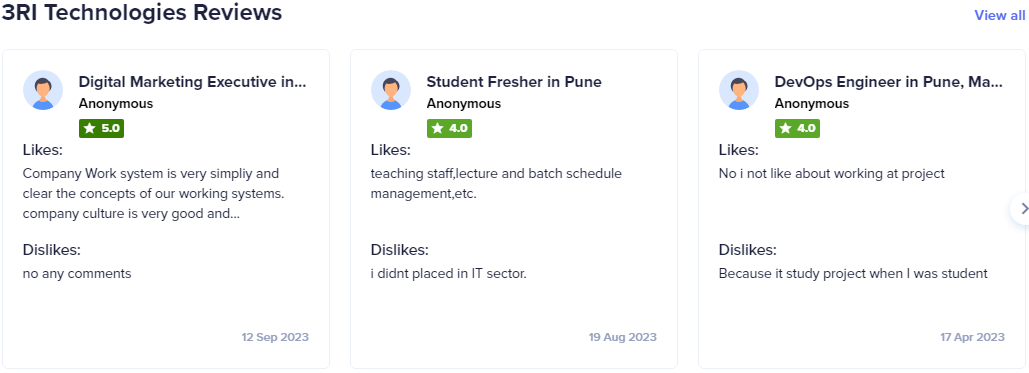 3RI Technologies Reviews
View all
Digital Marketing Executive in...
Anonymous
5.0
Likes:
Company Work system is very simpliy and
clear the concepts of our working systems.
company culture is very good and...
Dislikes:
no any comments
12 Sep 2023
Student Fresher in Pune
Anonymous
4.0
Likes:
teaching staff,lecture and batch schedule
management,etc.
Dislikes:
i didnt placed in IT sector.
19 Aug 2023
DevOps Engineer in Pune, Ma...
Anonymous
4.0
Likes:
No i not like about working at project
Dislikes:
Because it study project when I was student
17 Apr 2023